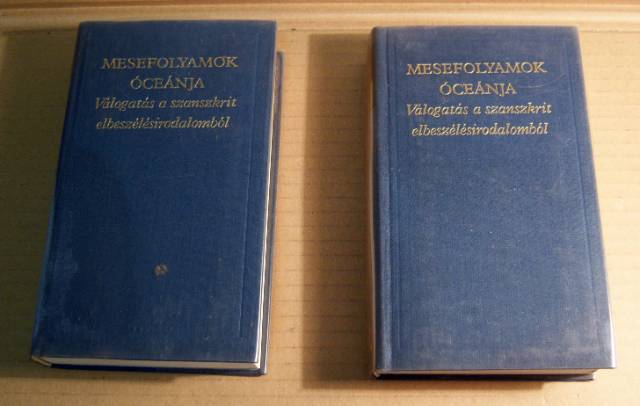 MESEFOLYAMOK
ÓCEÁNJA
Válogatás a szanszkrit
elbeszélésirodalomból
MESEFOLYAMOK
ÓCEÁNJA
Válogatás a szanszkrit
elbeszélésirodalomból